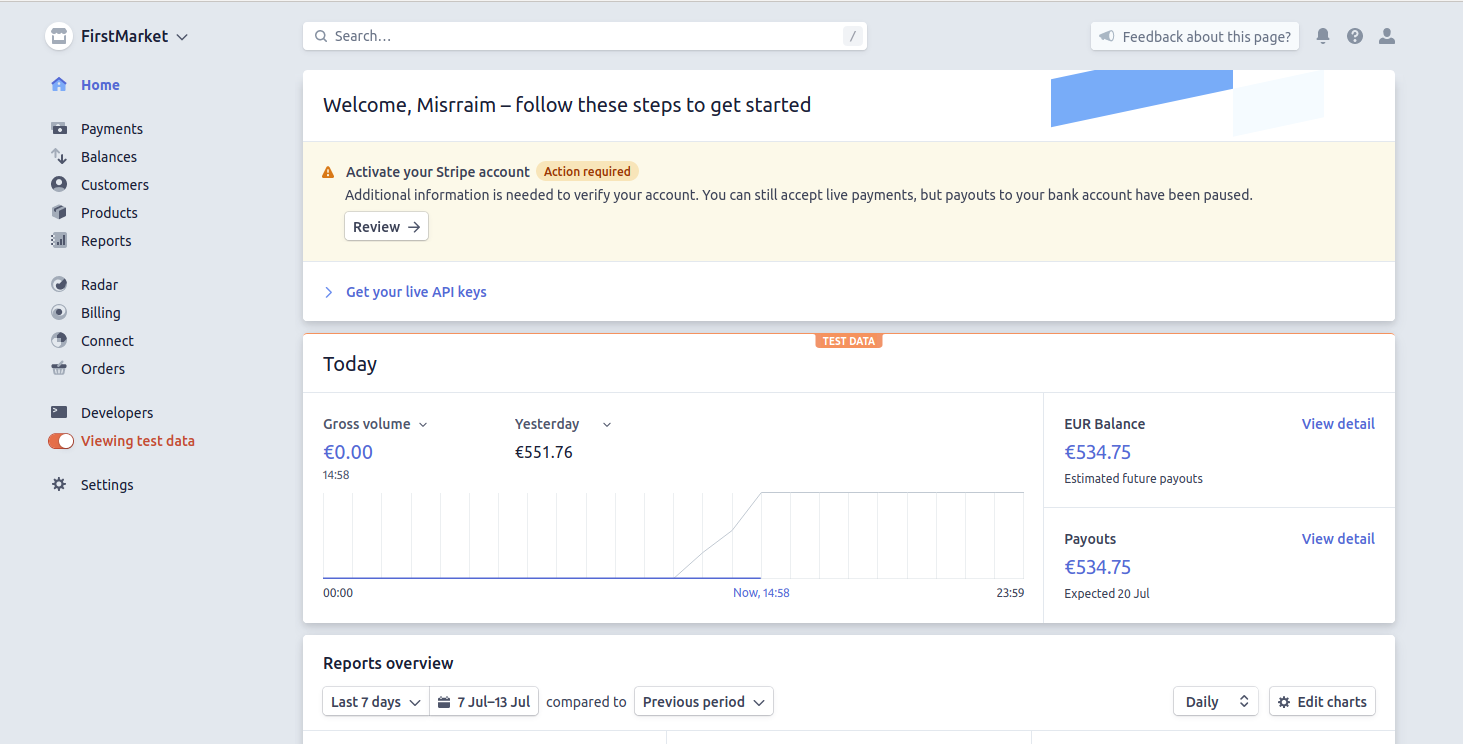 FirstMarket
Search…
/
Feedback about this page?
Home
Payments
Balances
Customers
Products
Reports
Radar
Billing
Connect
Orders
Developers
Viewing test data
Settings
Welcome, Misrraim – follow these steps to get started
Activate your Stripe account Action required
Additional information is needed to verify your account. You can still accept live payments, but payouts to your bank account have been paused.
Review
Get your live API keys
TEST DATA
Today
Gross volume
€0.00
14:58
Yesterday
€551.76
00:00
Now, 14:58
23:59
EUR Balance
View detail
€534.75
Estimated future payouts
Payouts
View detail
€534.75
Expected 20 Jul
Reports overview
Last 7 days 7 Jul–13 Jul compared to Previous period Daily Edit charts